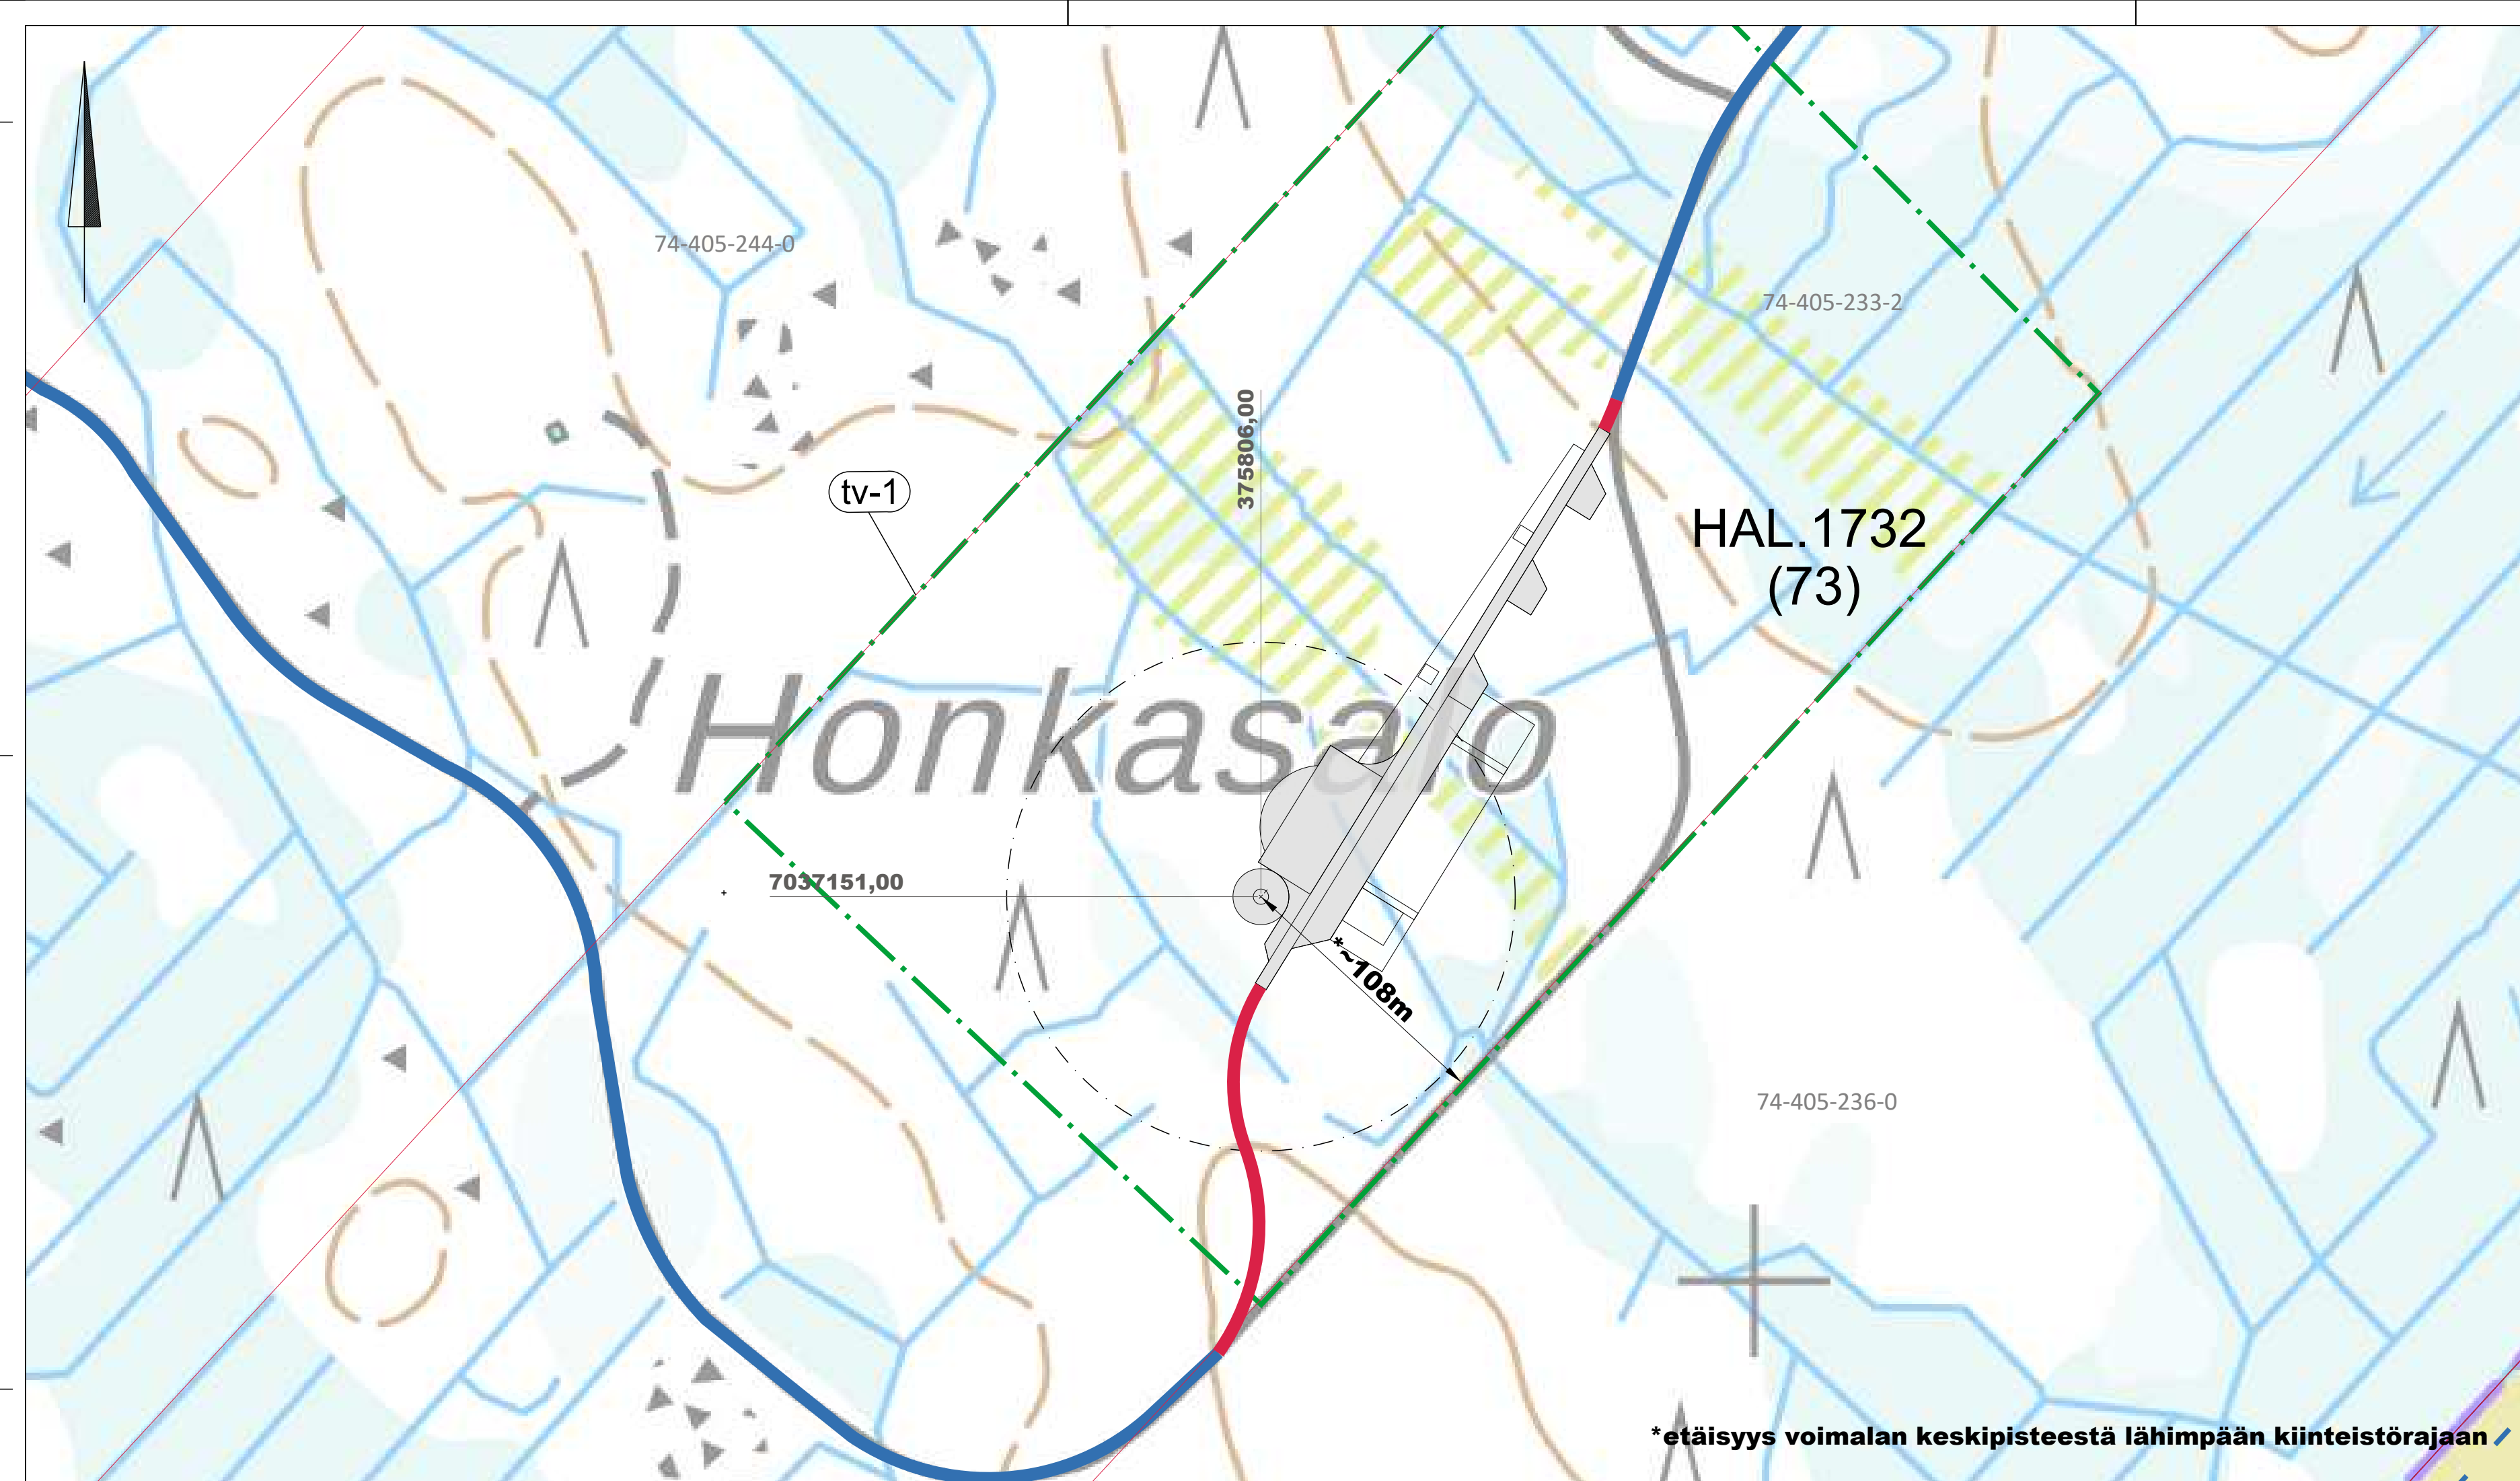 74-405-244-0
74-405-233-2
375806,00
tv-1
HAL.1732
(73)
Honkasalo
7037151,00
*~108m
74-405-236-0
*etäisyys voimalan keskipisteestä lähimpään kiinteistörajaan